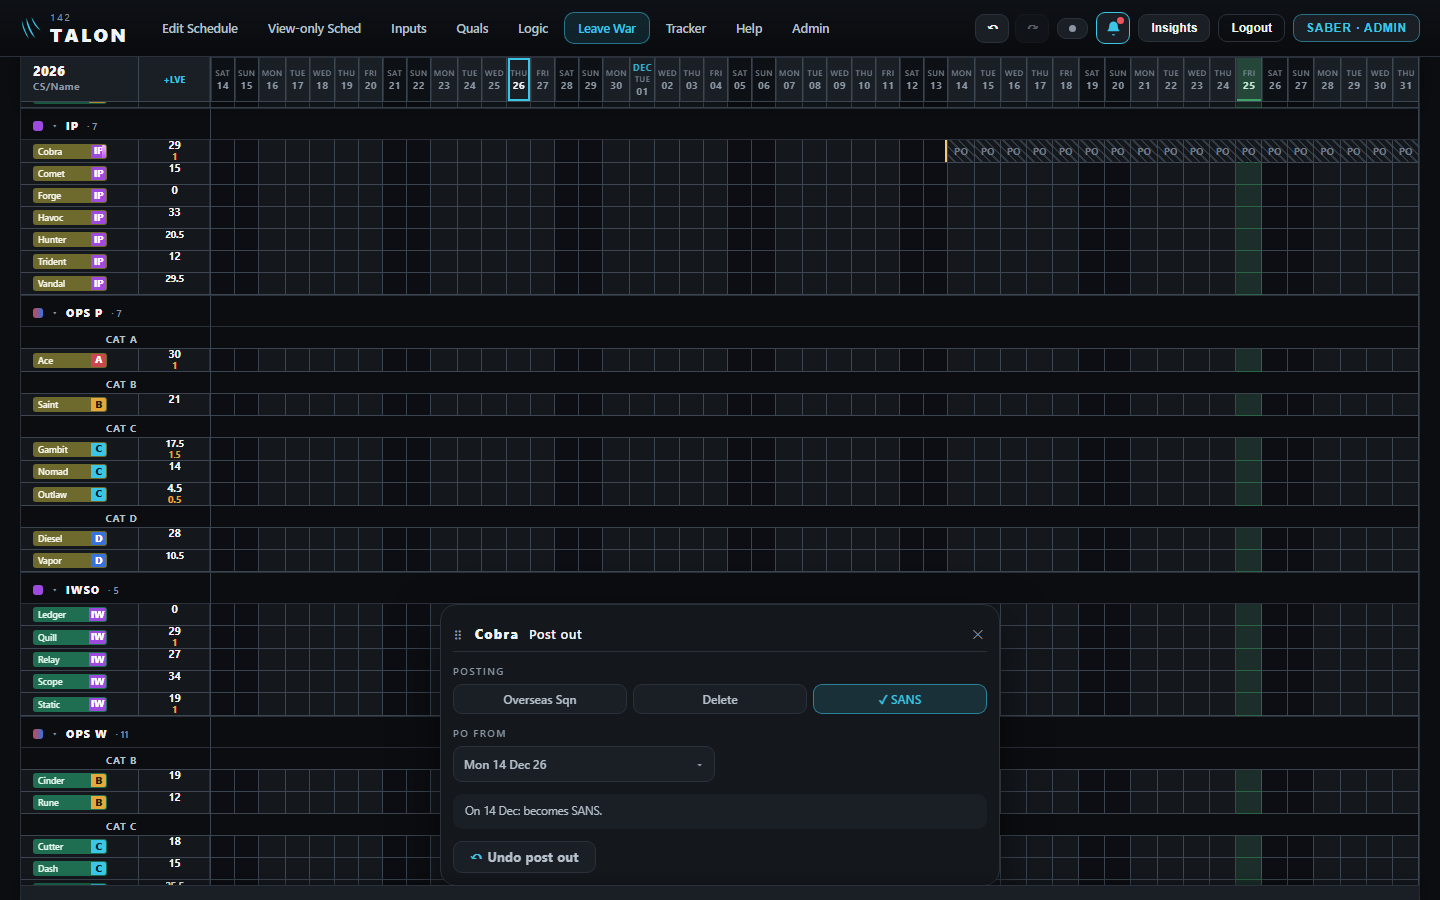 142
TALON
Edit Schedule
View-only Sched
Inputs
Quals
Logic
Leave War
Tracker
Help
Admin
Insights
Logout
SABER · ADMIN
2026
CS/Name
+LVE
SAT 14
SUN 15
MON 16
TUE 17
WED 18
THU 19
FRI 20
SAT 21
SUN 22
MON 23
TUE 24
WED 25
THU 26
FRI 27
SAT 28
SUN 29
MON 30
DEC TUE 01
WED 02
THU 03
FRI 04
SAT 05
SUN 06
MON 07
TUE 08
WED 09
THU 10
FRI 11
SAT 12
SUN 13
MON 14
TUE 15
WED 16
THU 17
FRI 18
SAT 19
SUN 20
MON 21
TUE 22
WED 23
THU 24
FRI 25
SAT 26
SUN 27
MON 28
TUE 29
WED 30
THU 31
IP · 7
Cobra IP 29 1 PO PO PO PO PO PO PO PO PO PO PO PO PO PO PO PO PO PO
Comet IP 15
Forge IP 0
Havoc IP 33
Hunter IP 20.5
Trident IP 12
Vandal IP 29.5
OPS P · 7
CAT A
Ace A 30 1
CAT B
Saint B 21
CAT C
Gambit C 17.5 1.5
Nomad C 14
Outlaw C 4.5 0.5
CAT D
Diesel D 28
Vapor D 10.5
IWSO · 5
Ledger IW 0
Quill IW 29 1
Relay IW 27
Scope IW 34
Static IW 19 1
OPS W · 11
CAT B
Cinder B 19
Rune B 12
CAT C
Cutter C 18
Dash C 15
Cobra Post out
POSTING
Overseas Sqn
Delete
✓ SANS
PO FROM
Mon 14 Dec 26
On 14 Dec: becomes SANS.
Undo post out